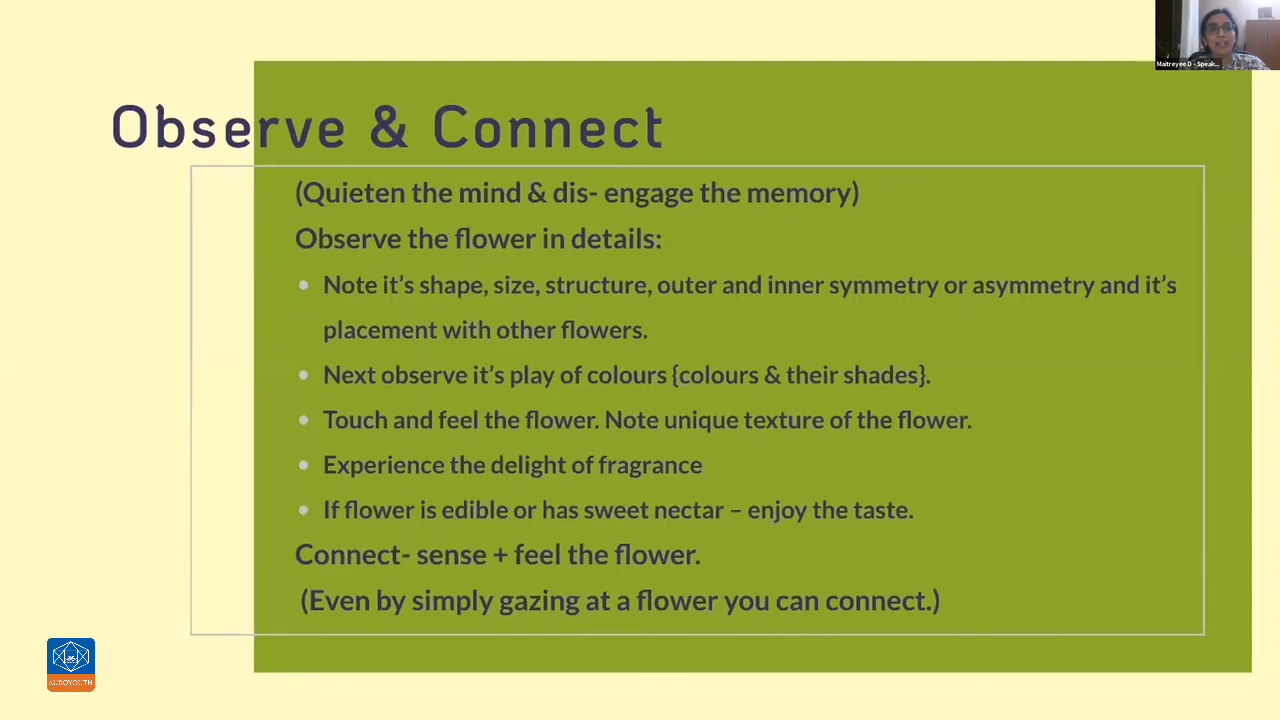 Maitreyee D - Speak...
Observe & Connect
(Quieten the mind & dis- engage the memory)
Observe the flower in details:
• Note it's shape, size, structure, outer and inner symmetry or asymmetry and it's
placement with other flowers.
• Next observe it's play of colours {colours & their shades}.
• Touch and feel the flower. Note unique texture of the flower.
• Experience the delight of fragrance
• If flower is edible or has sweet nectar – enjoy the taste.
Connect- sense + feel the flower.
(Even by simply gazing at a flower you can connect.)
AUROYOUTH